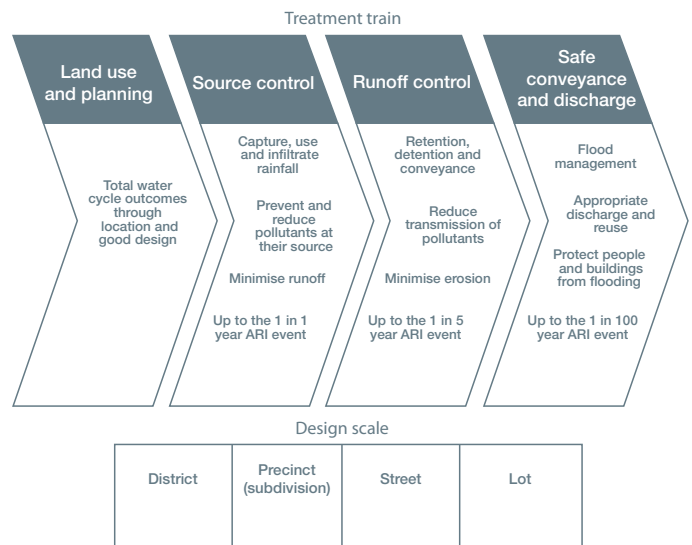 Treatment train
Land use
and planning
Total water
cycle outcomes
through
location and
good design
Source control
Capture, use
and infiltrate
rainfall
Prevent and
reduce
pollutants at
their source
Minimise runoff
Up to the 1 in 1
year ARI event
Runoff control
Retention,
detention and
conveyance
Reduce
transmission of
pollutants
Minimise erosion
Up to the 1 in 5
year ARI event
Safe
conveyance
and discharge
Flood
management
Appropriate
discharge and
reuse
Protect people
and buildings
from flooding
Up to the 1 in 100
year ARI event
Design scale
District
Precinct
(subdivision)
Street
Lot